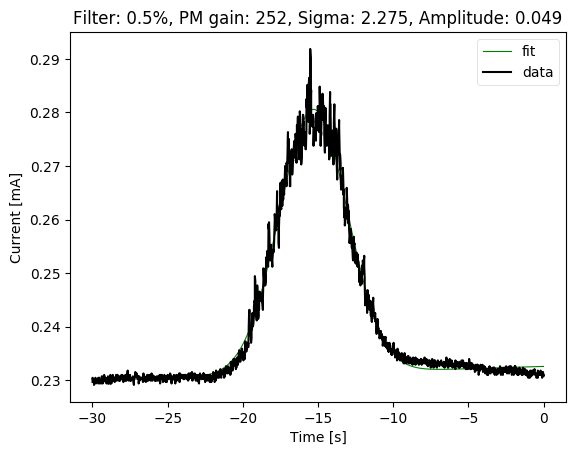 Filter: 0.5%, PM gain: 252, Sigma: 2.275, Amplitude: 0.049
fit
data
0.29
0.28
0.27
0.26
0.25
0.24
0.23
Current [mA]
−30
−25
−20
−15
−10
−5
0
Time [s]